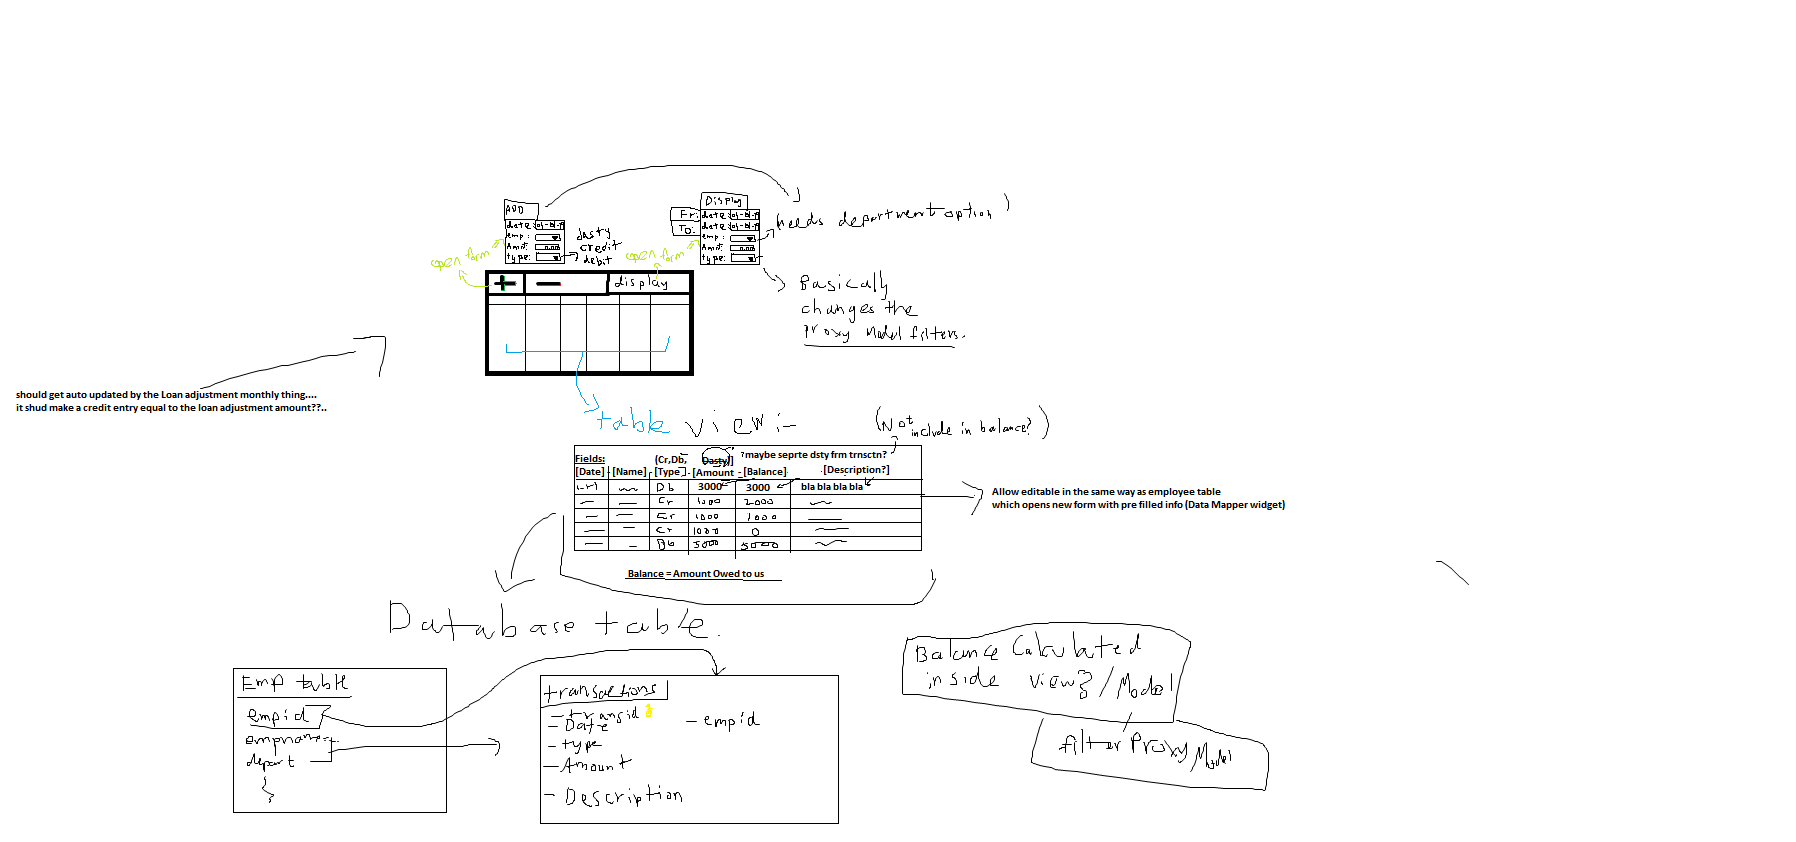 ADD
date:
emp:
Amt:
type:
dasty
credit
debit
open form
Display
Fr: date:
To: date:
emp:
Amt:
type:
open form
Needs department option
Basically
changes the
Proxy Model filters.
+ — display
should get auto updated by the Loan adjustment monthly thing....
it shud make a credit entry equal to the loan adjustment amount??..
table view:-
(Not include in balance?)
Fields: (Cr,Db, Dasty)] ?maybe seprte dsty frm trnsctn?
[Date] [Name] [Type] - [Amount - [Balance] [Description?]
Db 3000 3000 bla bla bla bla
Cr 1000 2000
Cr 1000 1000
Cr 1000 0
Db 5000 5000
Allow editable in the same way as employee table
which opens new form with pre filled info (Data Mapper widget)
Balance = Amount Owed to us
Database table.
Emp table
empid
empname
depart
transactions
- transid
- Date
- empid
- type
- Amount
- Description
Balance Calculated
inside view?/Model
filterProxy Model